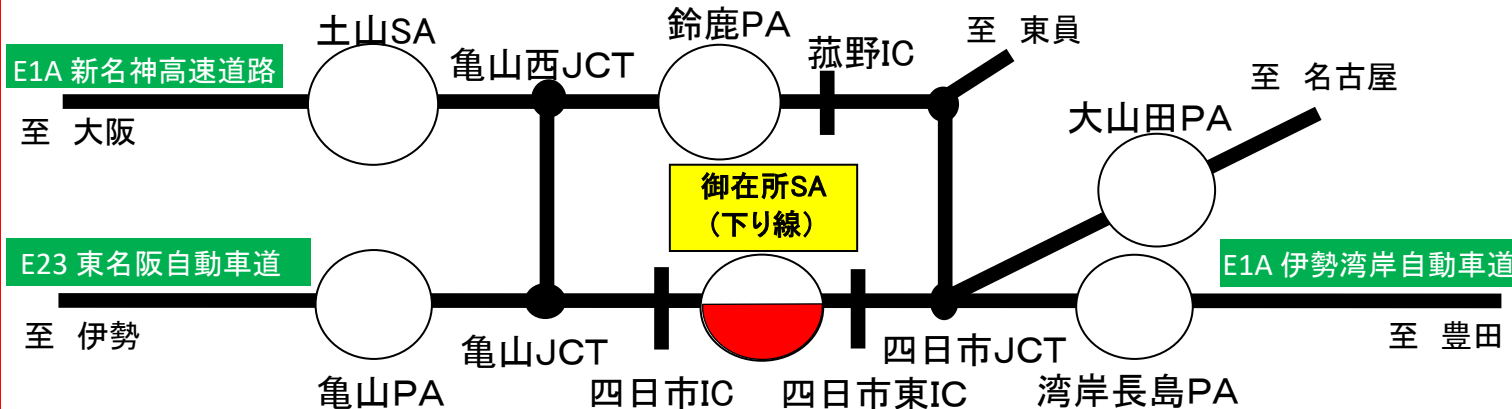 土山SA
鈴鹿PA
至 東員
亀山西JCT
菰野IC
E1A 新名神高速道路
至 名古屋
大山田PA
至 大阪
御在所SA
(下り線)
E23 東名阪自動車道
E1A 伊勢湾岸自動車道
至 伊勢
亀山JCT
四日市JCT
至 豊田
亀山PA
四日市IC
四日市東IC
湾岸長島PA